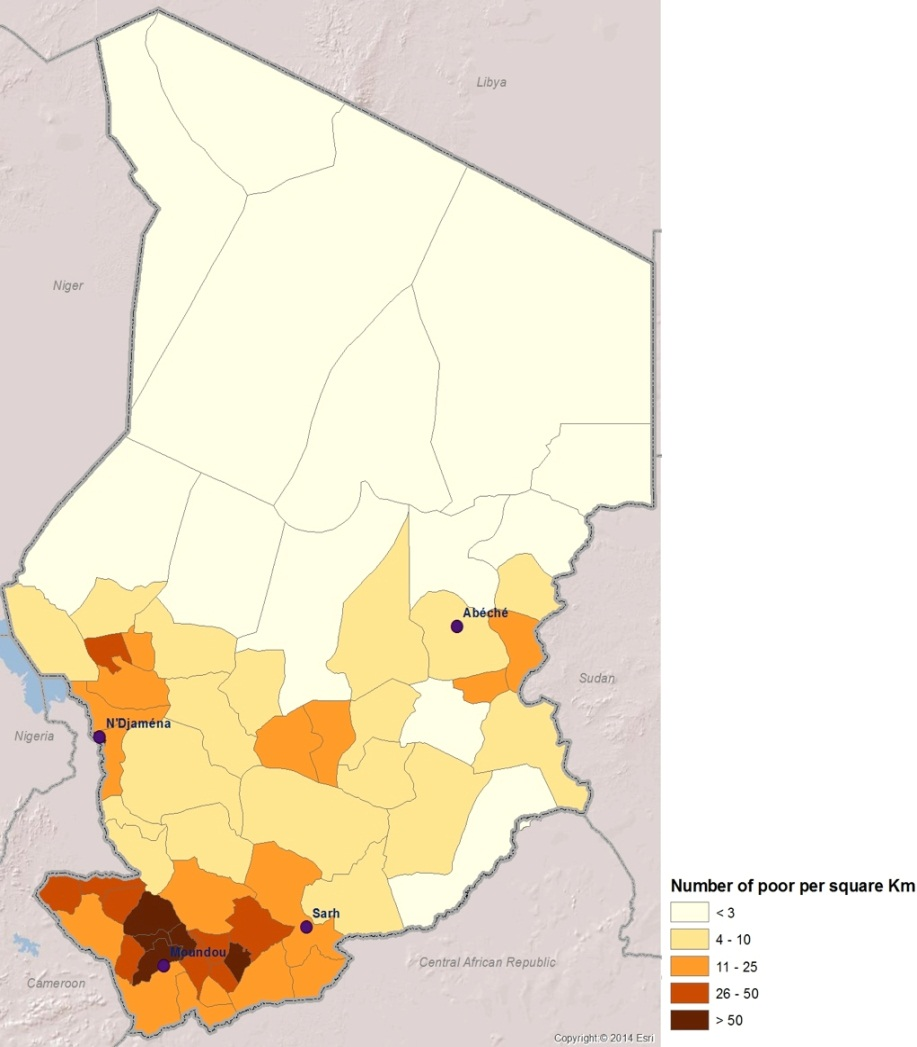 Libya
Niger
Abéché
Sudan
N'Djaména
Nigeria
Number of poor per square Km
< 3
4 - 10
11 - 25
26 - 50
> 50
Sarh
Moundou
Central African Republic
Cameroon
Copyright:© 2014 Esri